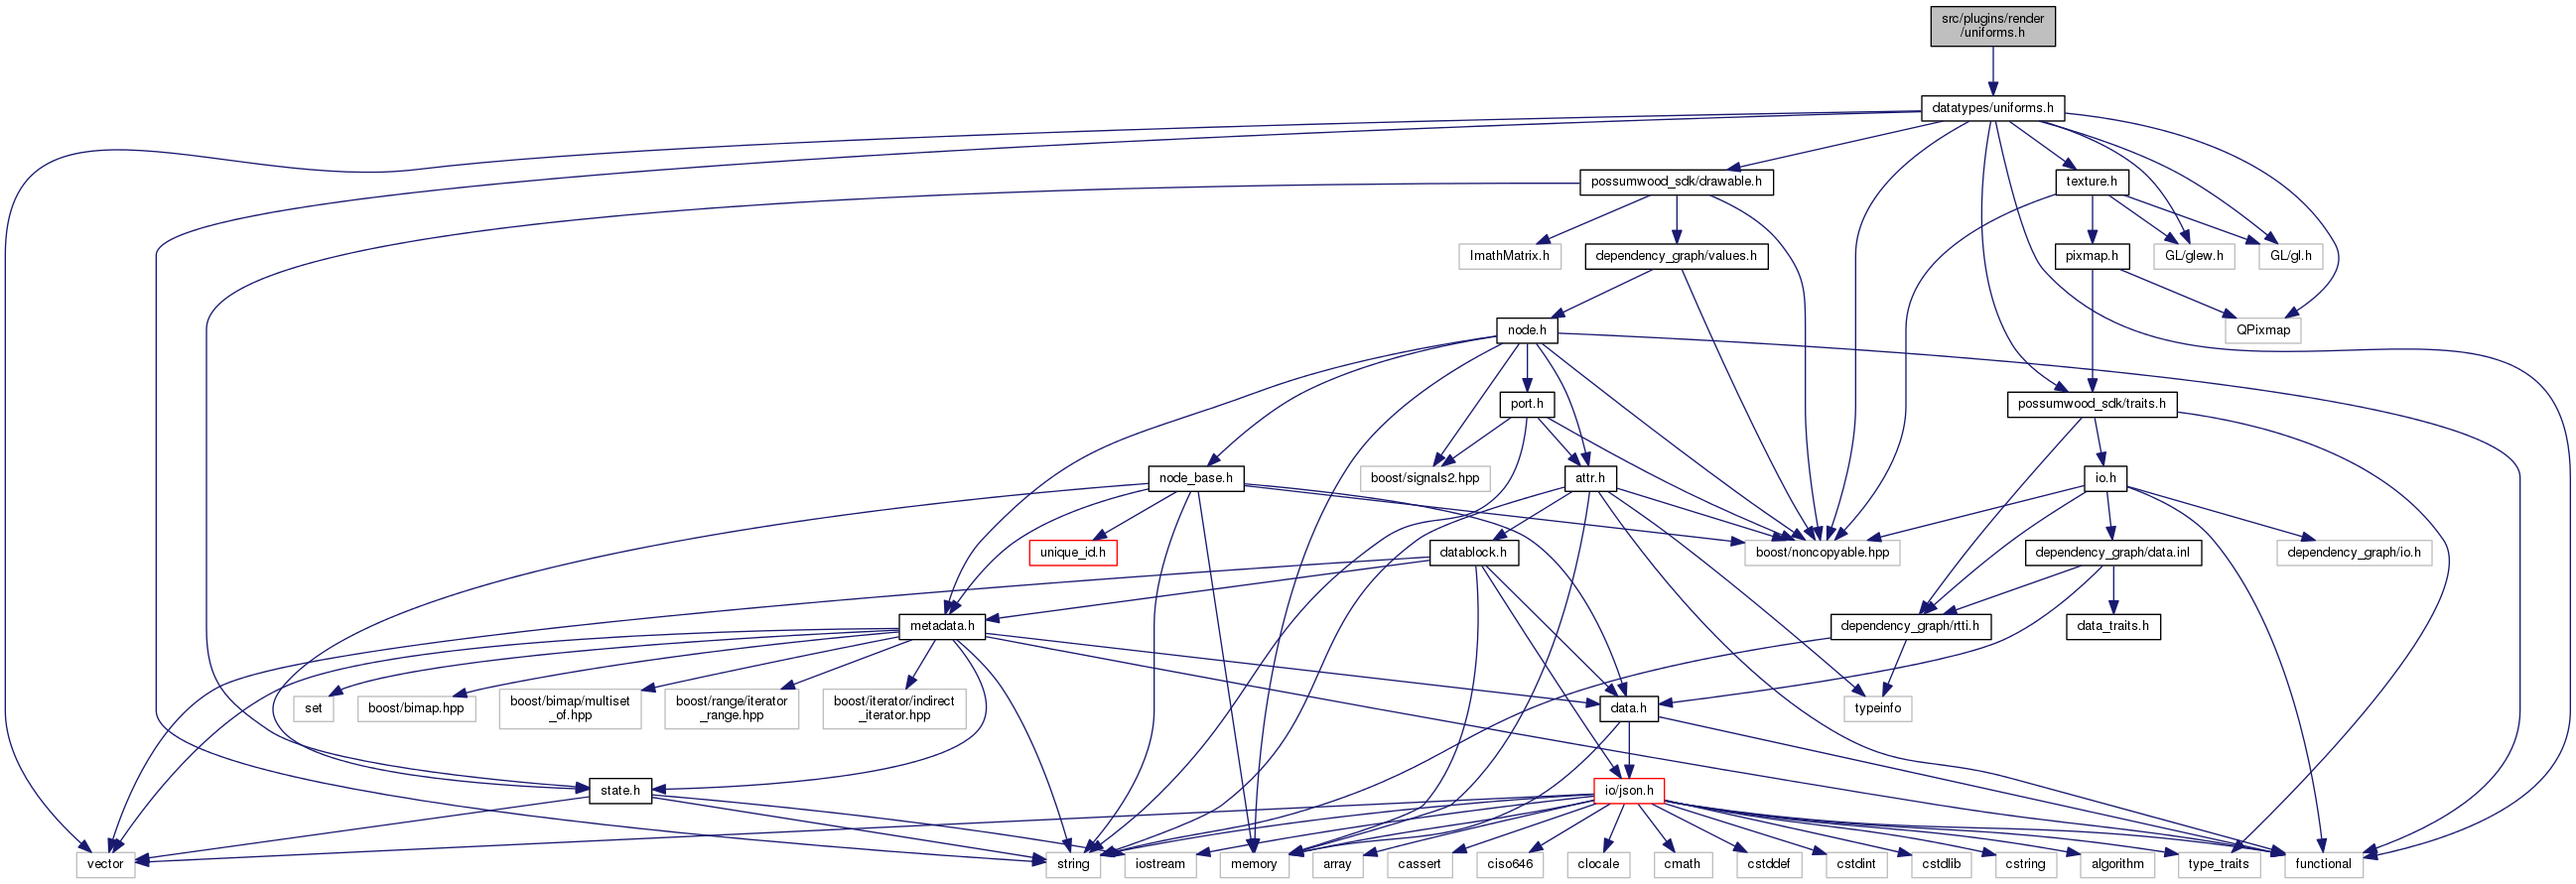 src/plugins/render
/uniforms.h
datatypes/uniforms.h
possumwood_sdk/drawable.h
texture.h
ImathMatrix.h
dependency_graph/values.h
pixmap.h
GL/glew.h
GL/gl.h
node.h
QPixmap
port.h
possumwood_sdk/traits.h
node_base.h
boost/signals2.hpp
attr.h
io.h
unique_id.h
datablock.h
boost/noncopyable.hpp
dependency_graph/data.inl
dependency_graph/io.h
metadata.h
dependency_graph/rtti.h
data_traits.h
set
boost/bimap.hpp
boost/bimap/multiset
_of.hpp
boost/range/iterator
_range.hpp
boost/iterator/indirect
_iterator.hpp
data.h
typeinfo
state.h
io/json.h
vector
string
iostream
memory
array
cassert
ciso646
clocale
cmath
cstddef
cstdint
cstdlib
cstring
algorithm
type_traits
functional